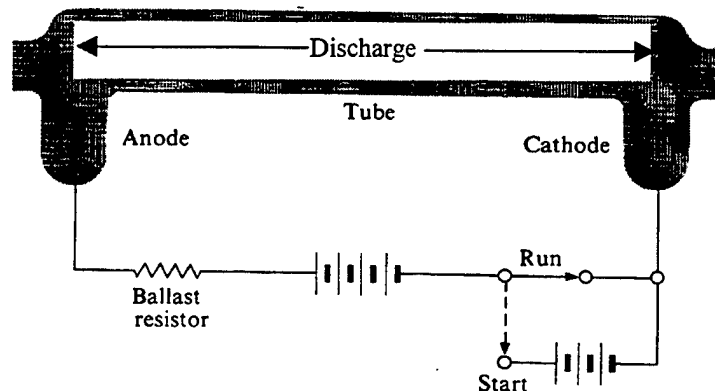 Discharge
Tube
Anode
Cathode
Run
Ballast
resistor
Start